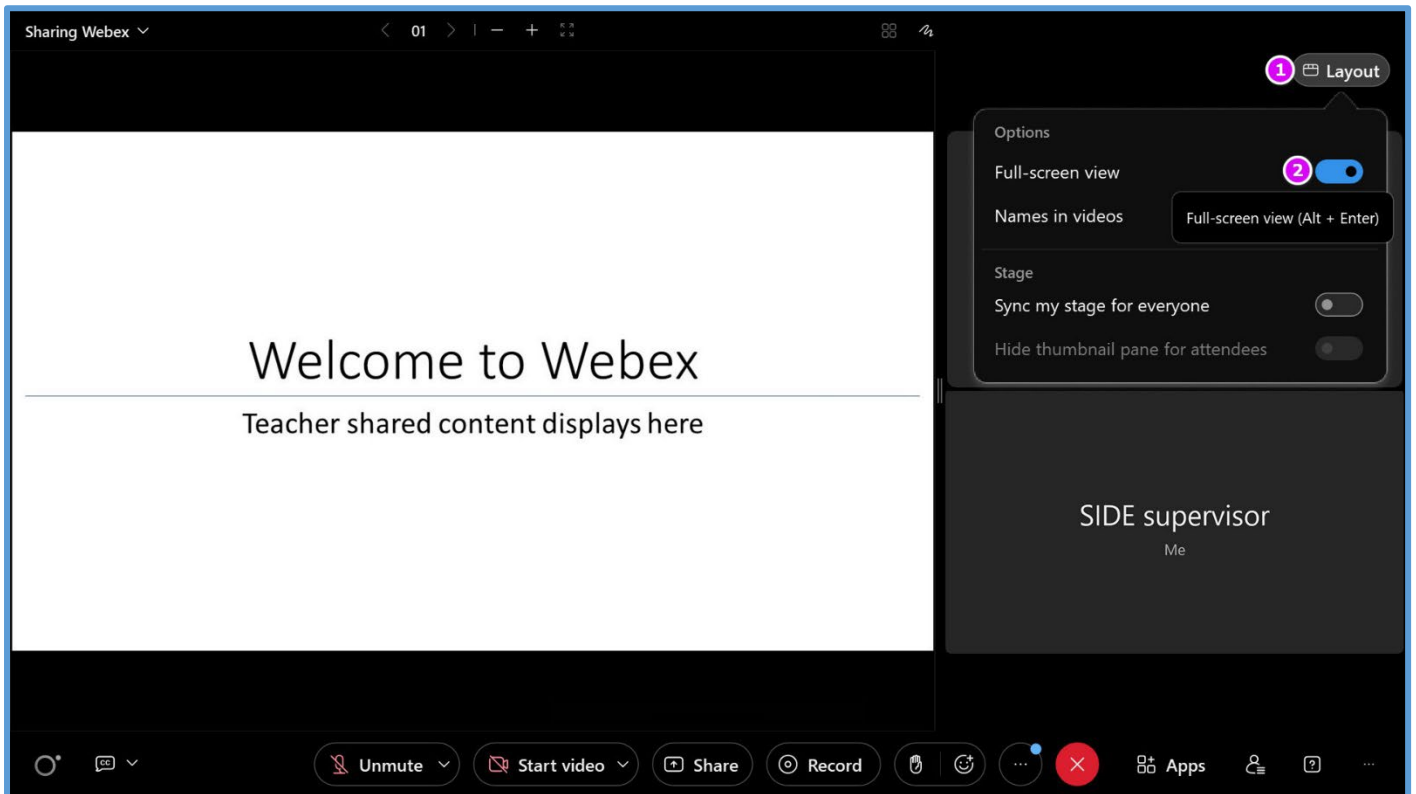 Sharing Webex
01
1 Layout
Options
Full-screen view 2
Names in videos
Full-screen view (Alt + Enter)
Stage
Sync my stage for everyone
Hide thumbnail pane for attendees
Welcome to Webex
Teacher shared content displays here
SIDE supervisor
Me
CC
Unmute
Start video
Share
Record
Apps
?